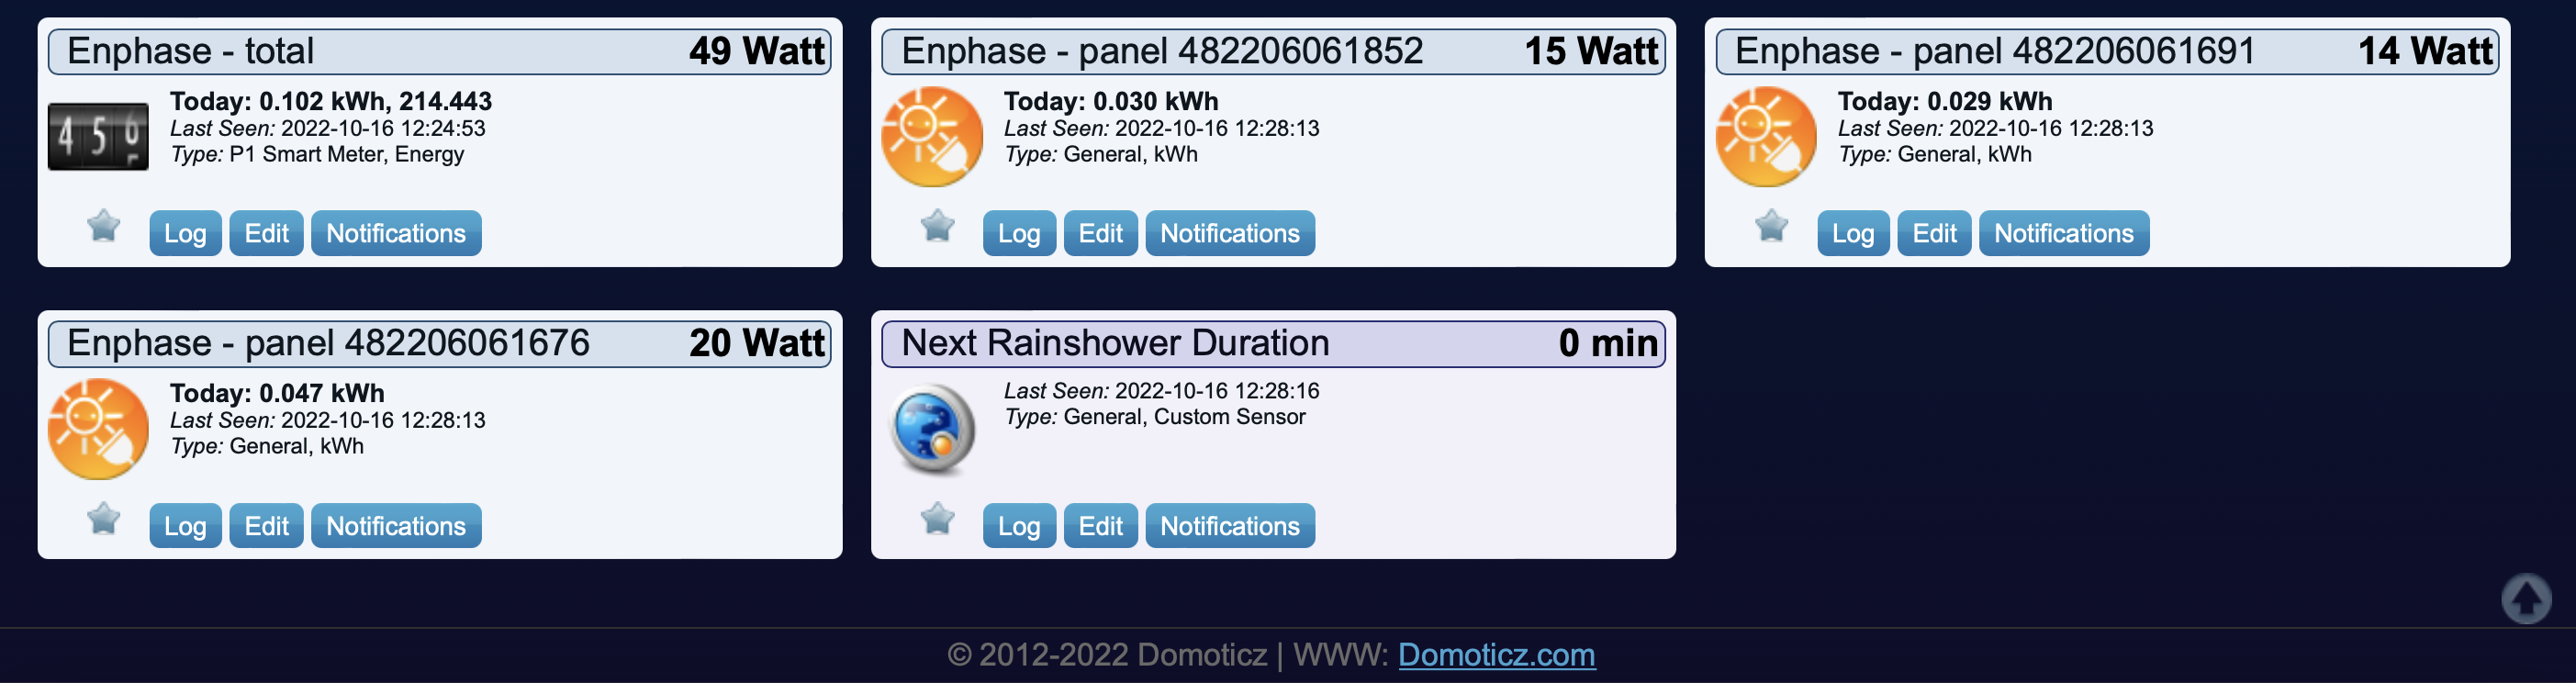 Enphase - total 49 Watt
Today: 0.102 kWh, 214.443
Last Seen: 2022-10-16 12:24:53
Type: P1 Smart Meter, Energy
Log Edit Notifications
Enphase - panel 482206061852 15 Watt
Today: 0.030 kWh
Last Seen: 2022-10-16 12:28:13
Type: General, kWh
Log Edit Notifications
Enphase - panel 482206061691 14 Watt
Today: 0.029 kWh
Last Seen: 2022-10-16 12:28:13
Type: General, kWh
Log Edit Notifications
Enphase - panel 482206061676 20 Watt
Today: 0.047 kWh
Last Seen: 2022-10-16 12:28:13
Type: General, kWh
Log Edit Notifications
Next Rainshower Duration 0 min
Last Seen: 2022-10-16 12:28:16
Type: General, Custom Sensor
Log Edit Notifications
© 2012-2022 Domoticz | WWW: Domoticz.com